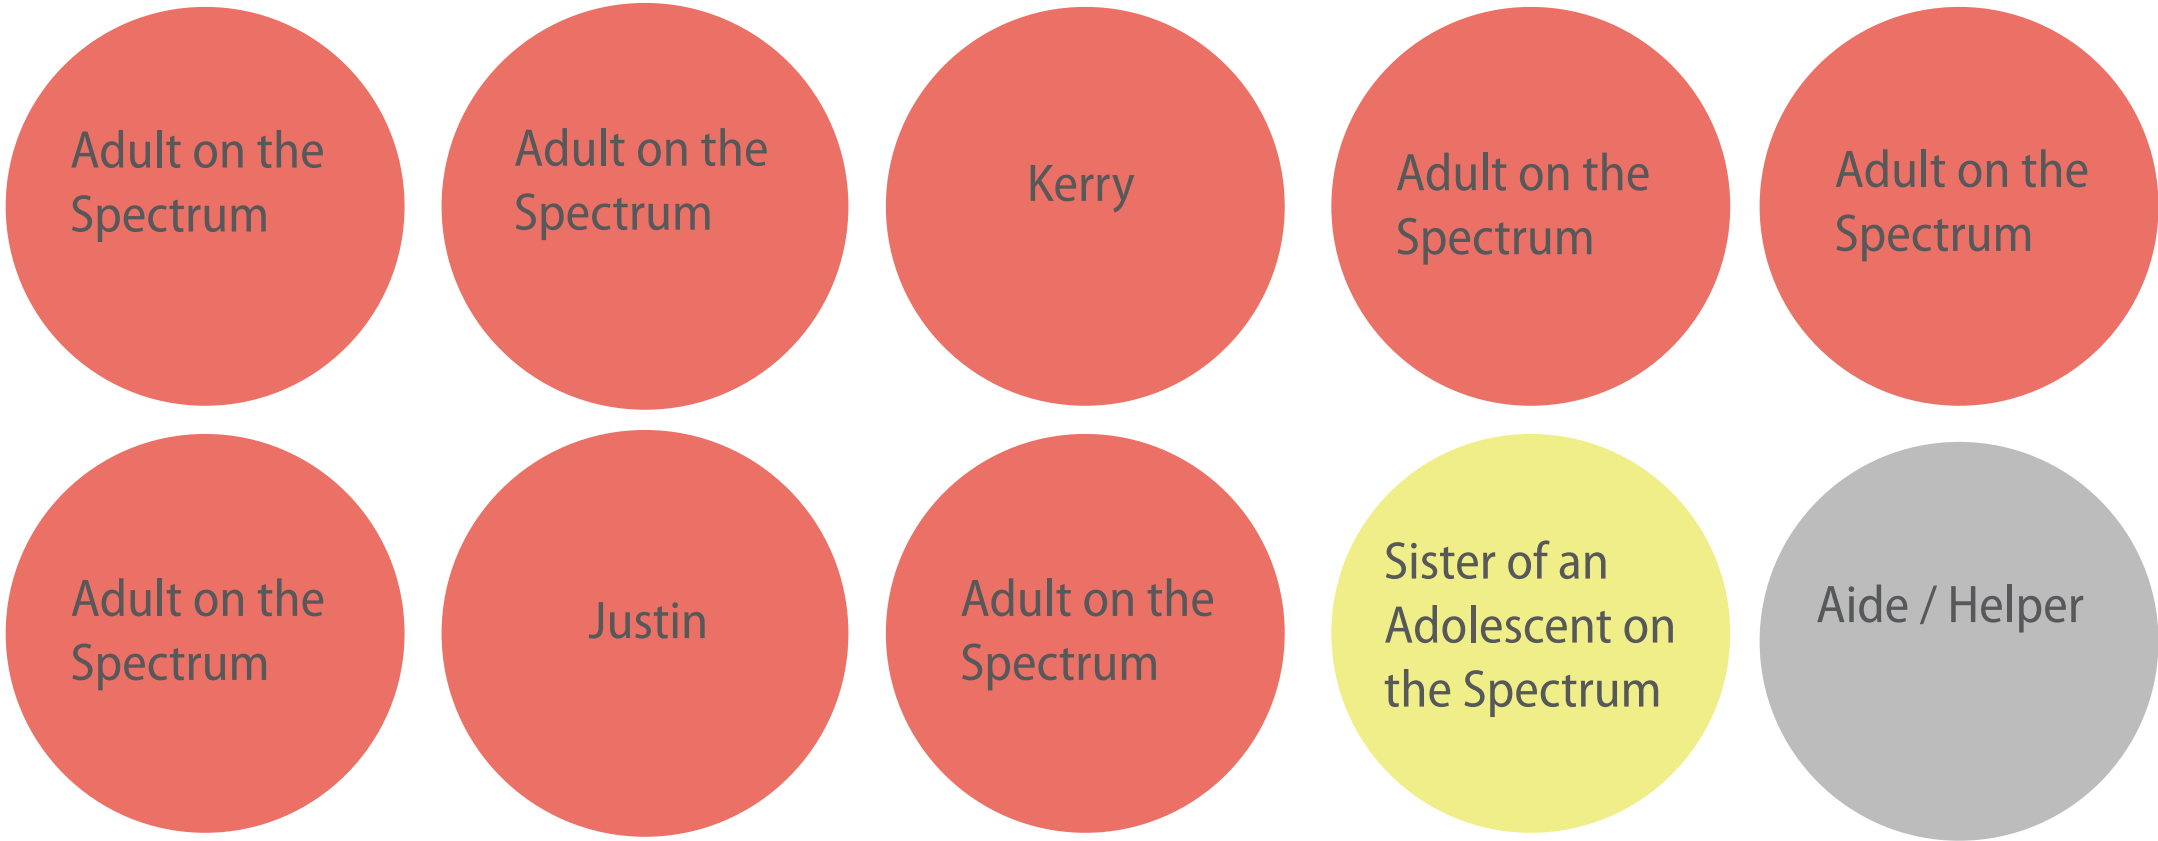 Adult on the
Spectrum
Adult on the
Spectrum
Kerry
Adult on the
Spectrum
Adult on the
Spectrum
Adult on the
Spectrum
Justin
Adult on the
Spectrum
Sister of an
Adolescent on
the Spectrum
Aide / Helper